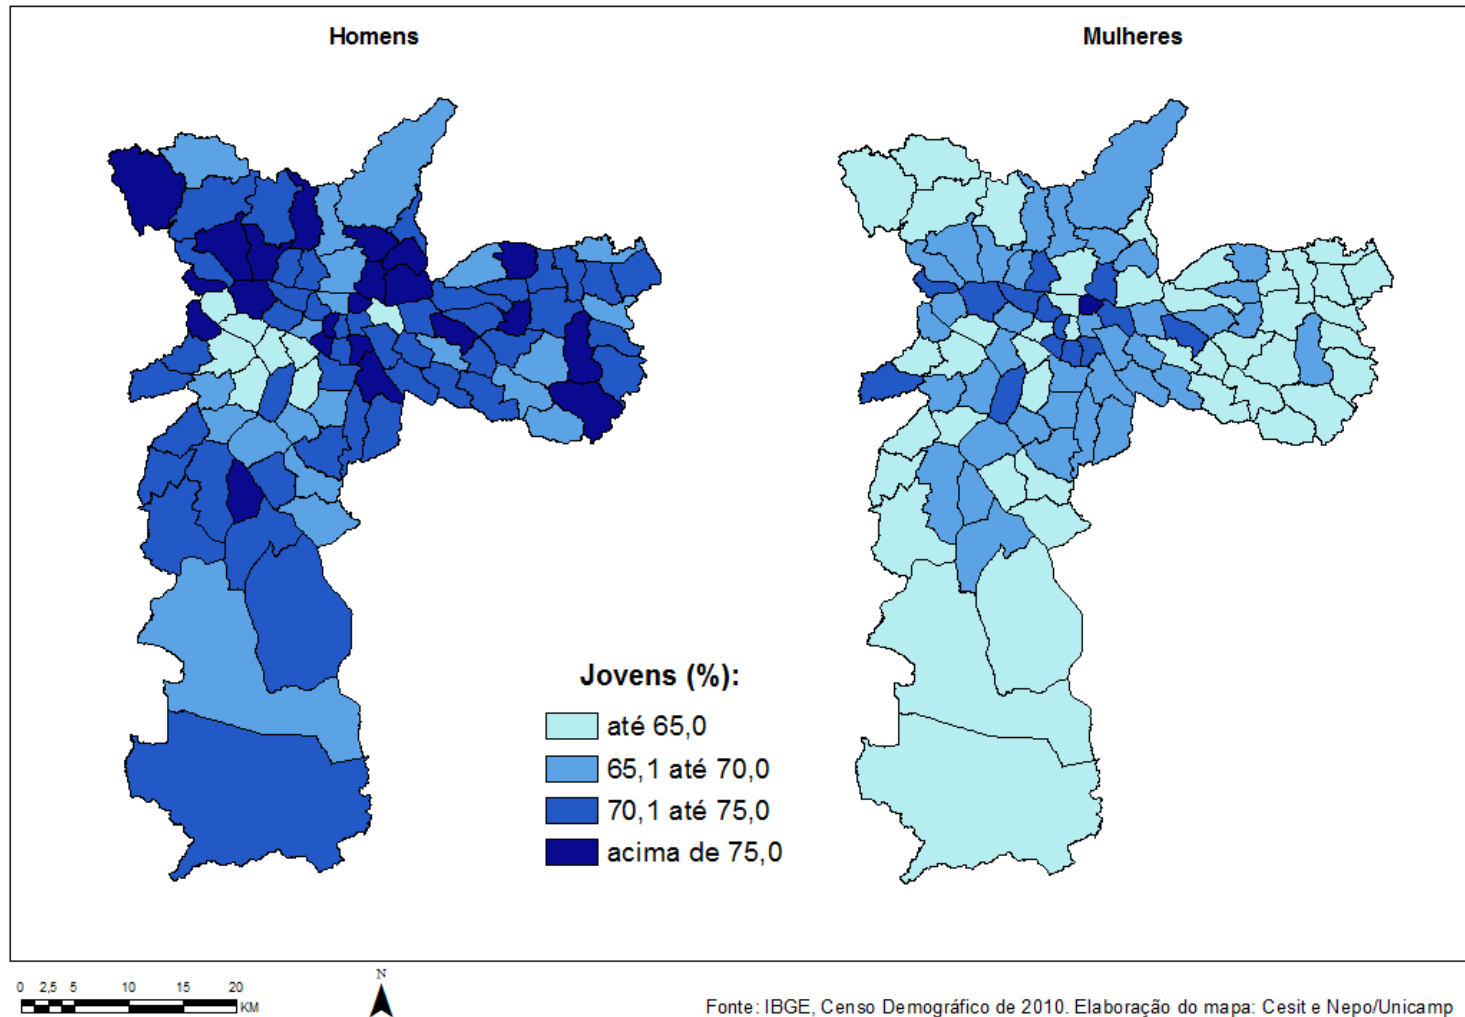 Homens
Mulheres
Jovens (%):
até 65,0
65,1 até 70,0
70,1 até 75,0
acima de 75,0
0 2,5 5 10 15 20
KM
N
Fonte: IBGE, Censo Demográfico de 2010. Elaboração do mapa: Cesit e Nepo/Unicamp